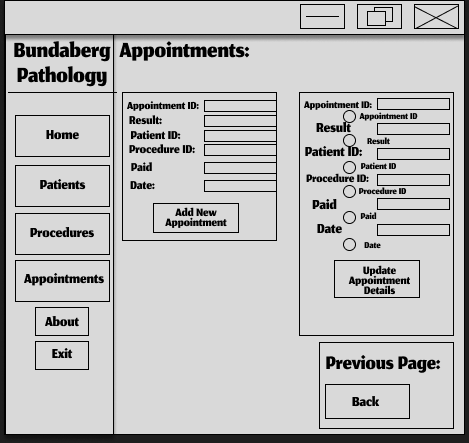 Bundaberg
Pathology
Home
Patients
Procedures
Appointments
About
Exit
Appointments:
Appointment ID:
Result:
Patient ID:
Procedure ID:
Paid
Date:
Add New
Appointment
Appointment ID:
Appointment ID
Result
Result
Patient ID:
Patient ID
Procedure ID:
Procedure ID
Paid
Paid
Date
Date
Update
Appointment
Details
Previous Page:
Back